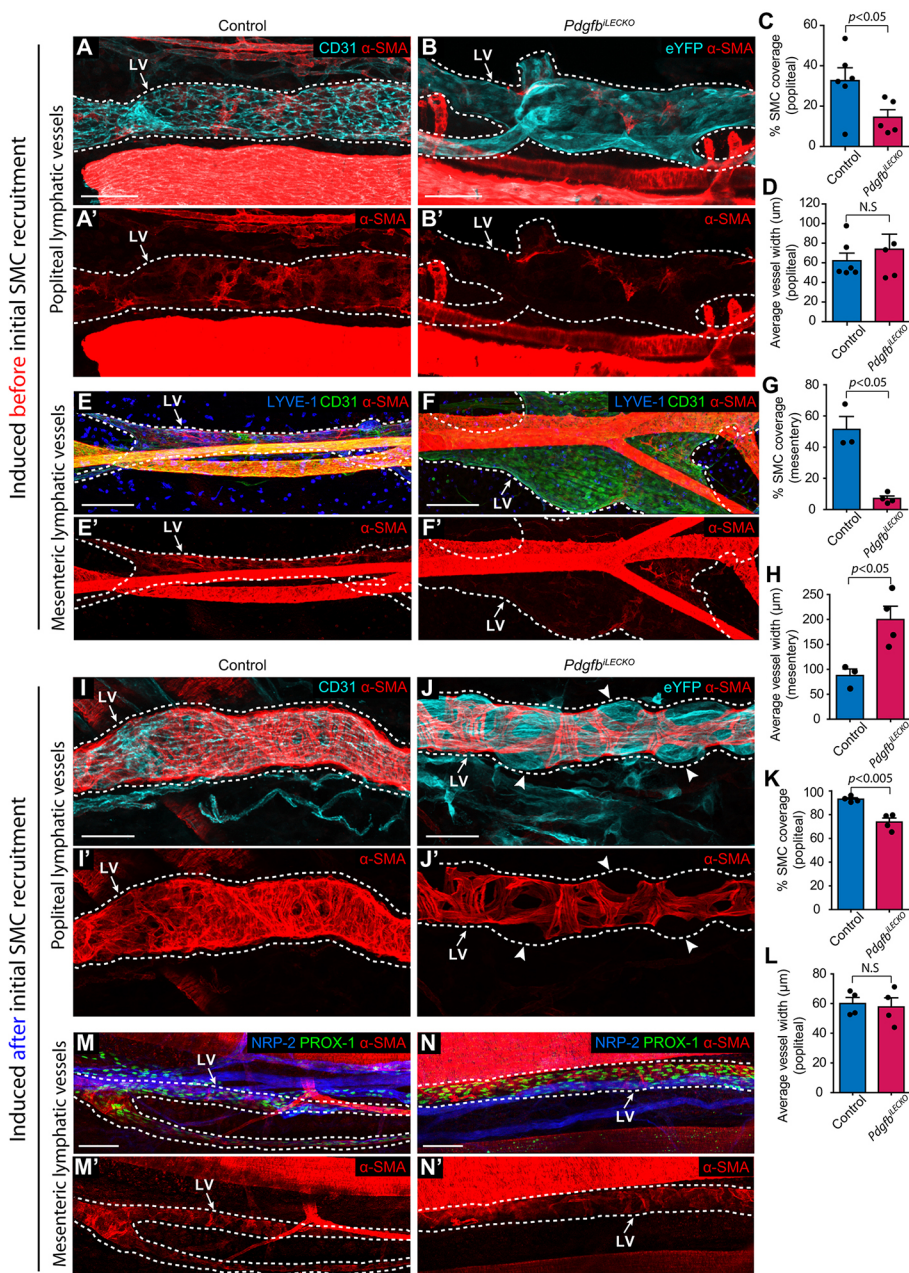 Control
Pdgfb^iLECKO
Induced before initial SMC recruitment
Popliteal lymphatic vessels
A
CD31 α-SMA
LV
B
eYFP α-SMA
LV
A'
α-SMA
LV
B'
α-SMA
LV
C
p<0.05
% SMC coverage
(popliteal)
60
40
20
0
Control
Pdgfb^iLECKO
D
N.S
Average vessel width (um)
(popliteal)
120
100
80
60
40
20
0
Control
Pdgfb^iLECKO
Mesenteric lymphatic vessels
E
LYVE-1 CD31 α-SMA
LV
F
LYVE-1 CD31 α-SMA
LV
E'
α-SMA
LV
F'
α-SMA
LV
G
p<0.05
% SMC coverage
(mesentery)
80
60
40
20
0
Control
Pdgfb^iLECKO
H
p<0.05
Average vessel width (μm)
(mesentery)
250
200
150
100
50
0
Control
Pdgfb^iLECKO
Control
Pdgfb^iLECKO
Induced after initial SMC recruitment
Popliteal lymphatic vessels
I
CD31 α-SMA
LV
J
eYFP α-SMA
LV
I'
α-SMA
LV
J'
α-SMA
LV
K
p<0.005
% SMC coverage
(popliteal)
100
80
60
40
20
0
Control
Pdgfb^iLECKO
L
N.S
Average vessel width (μm)
(popliteal)
100
80
60
40
20
0
Control
Pdgfb^iLECKO
Mesenteric lymphatic vessels
M
NRP-2 PROX-1 α-SMA
LV
N
NRP-2 PROX-1 α-SMA
LV
M'
α-SMA
LV
N'
α-SMA
LV